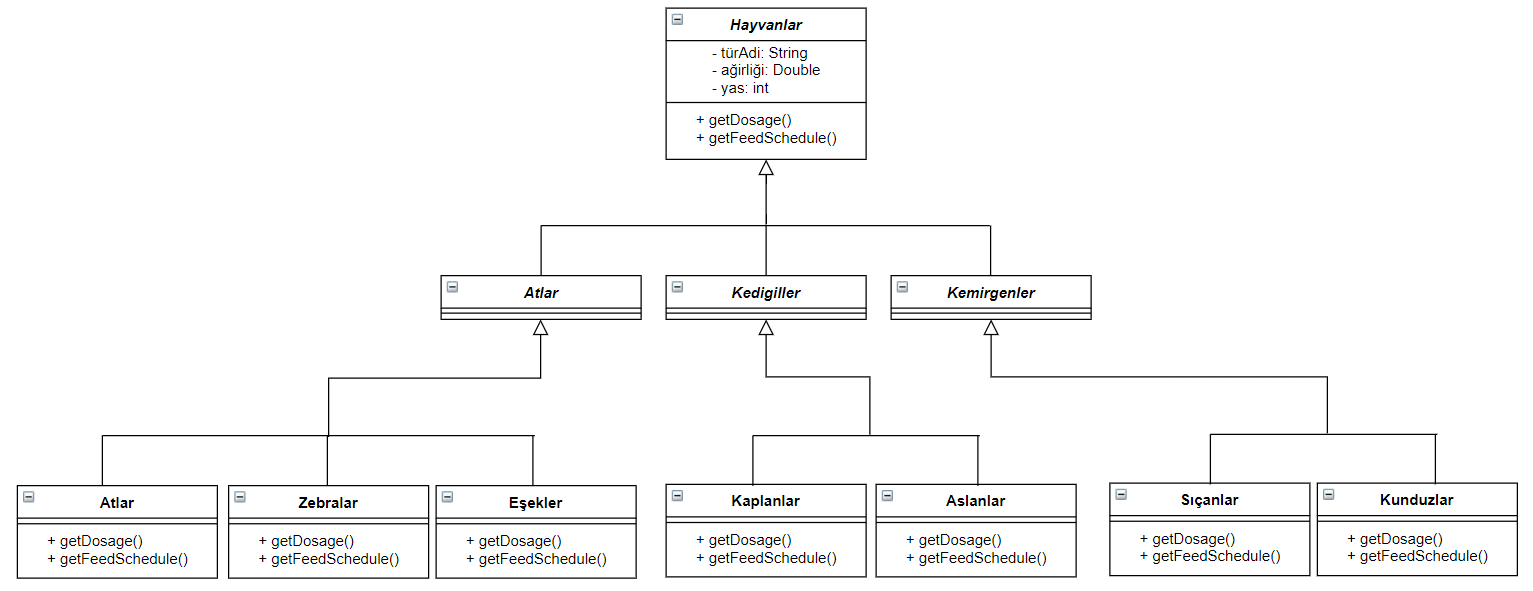 Hayvanlar
- türAdi: String
- ağirliği: Double
- yas: int
+ getDosage()
+ getFeedSchedule()
Atlar
Kedigiller
Kemirgenler
Atlar
+ getDosage()
+ getFeedSchedule()
Zebralar
+ getDosage()
+ getFeedSchedule()
Eşekler
+ getDosage()
+ getFeedSchedule()
Kaplanlar
+ getDosage()
+ getFeedSchedule()
Aslanlar
+ getDosage()
+ getFeedSchedule()
Sıçanlar
+ getDosage()
+ getFeedSchedule()
Kunduzlar
+ getDosage()
+ getFeedSchedule()